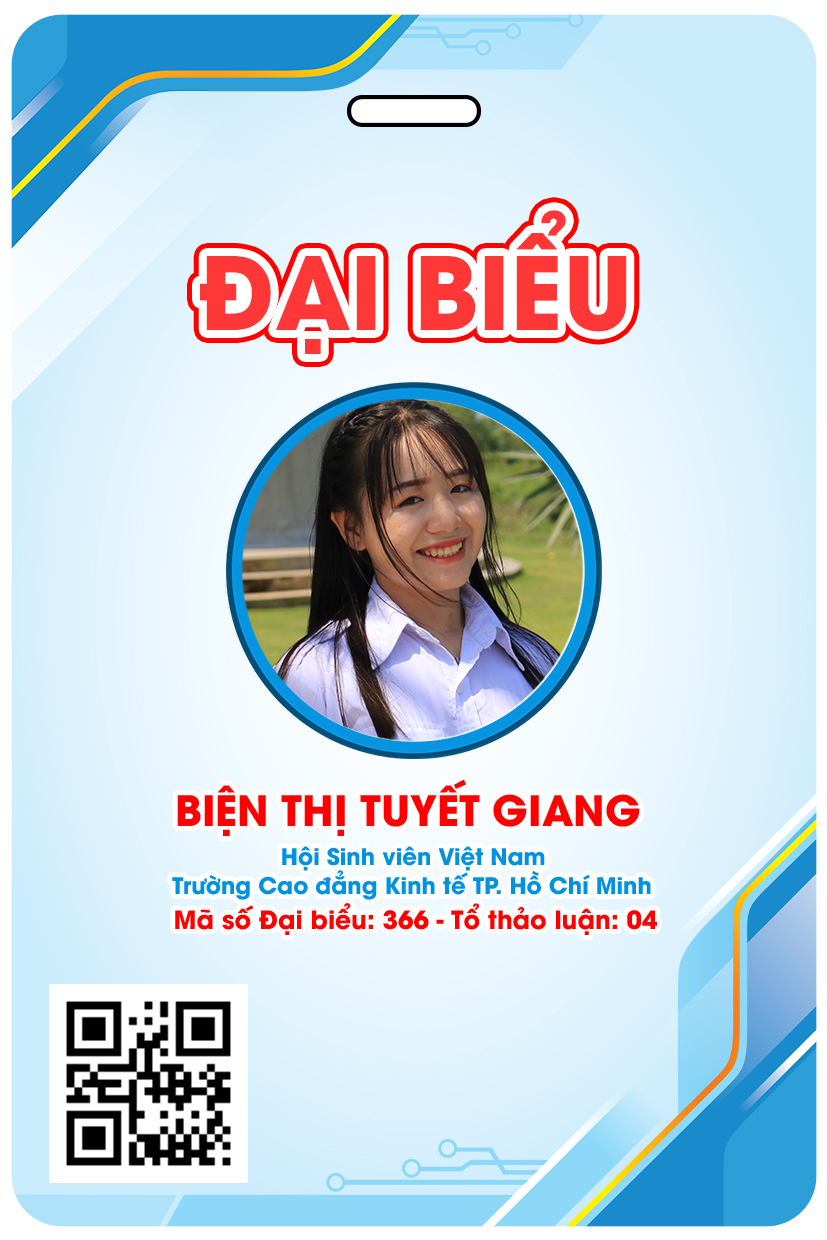 ĐẠI BIỂU
BIỆN THỊ TUYẾT GIANG
Hội Sinh viên Việt Nam
Trường Cao đẳng Kinh tế TP. Hồ Chí Minh
Mã số Đại biểu: 366 - Tổ thảo luận: 04